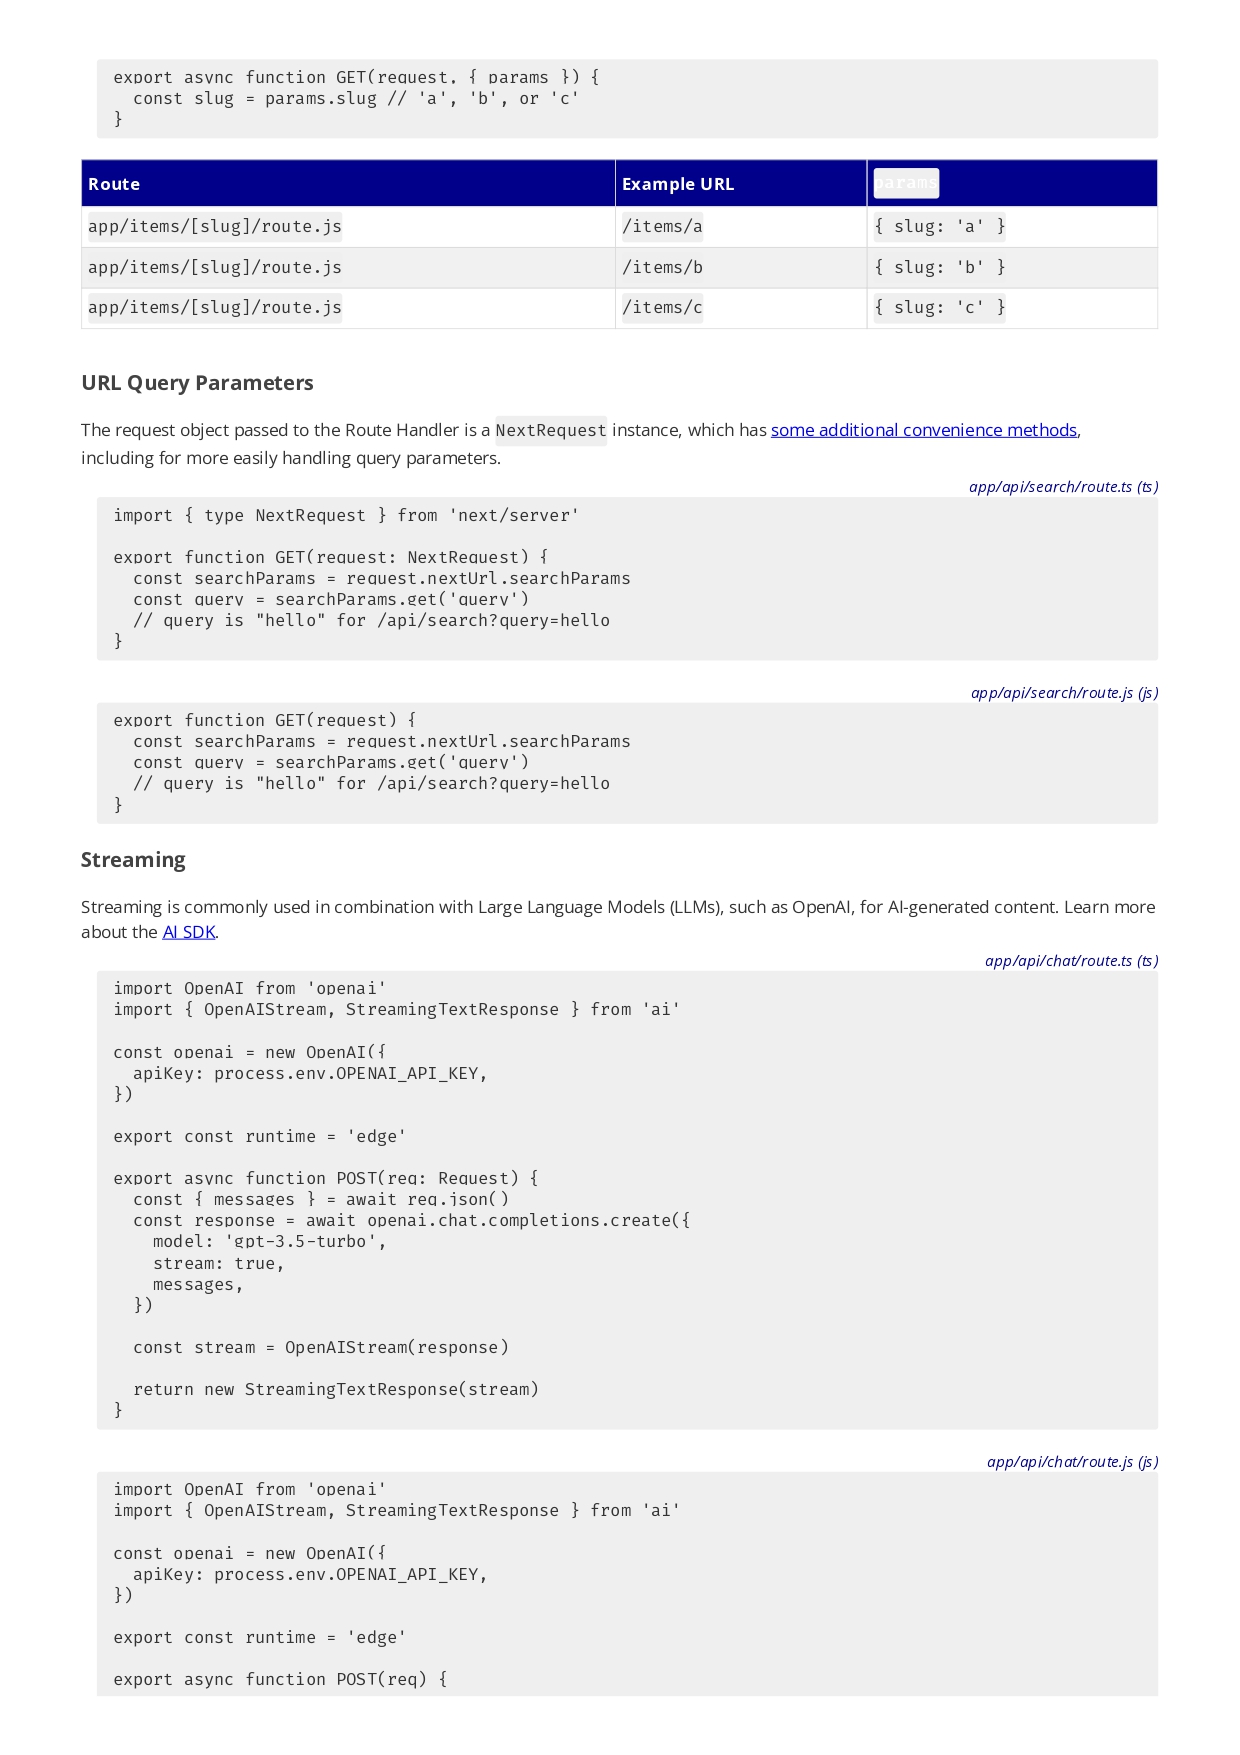 export async function GET(request, { params }) {
  const slug = params.slug // 'a', 'b', or 'c'
}
Route Example URL params
app/items/[slug]/route.js /items/a { slug: 'a' }
app/items/[slug]/route.js /items/b { slug: 'b' }
app/items/[slug]/route.js /items/c { slug: 'c' }
URL Query Parameters
The request object passed to the Route Handler is a NextRequest instance, which has some additional convenience methods,
including for more easily handling query parameters.
app/api/search/route.ts (ts)
import { type NextRequest } from 'next/server'
export function GET(request: NextRequest) {
  const searchParams = request.nextUrl.searchParams
  const query = searchParams.get('query')
  // query is "hello" for /api/search?query=hello
}
app/api/search/route.js (js)
export function GET(request) {
  const searchParams = request.nextUrl.searchParams
  const query = searchParams.get('query')
  // query is "hello" for /api/search?query=hello
}
Streaming
Streaming is commonly used in combination with Large Language Models (LLMs), such as OpenAI, for AI-generated content. Learn more
about the AI SDK.
app/api/chat/route.ts (ts)
import OpenAI from 'openai'
import { OpenAIStream, StreamingTextResponse } from 'ai'
const openai = new OpenAI({
  apiKey: process.env.OPENAI_API_KEY,
})
export const runtime = 'edge'
export async function POST(req: Request) {
  const { messages } = await req.json()
  const response = await openai.chat.completions.create({
    model: 'gpt-3.5-turbo',
    stream: true,
    messages,
  })
  const stream = OpenAIStream(response)
  return new StreamingTextResponse(stream)
}
app/api/chat/route.js (js)
import OpenAI from 'openai'
import { OpenAIStream, StreamingTextResponse } from 'ai'
const openai = new OpenAI({
  apiKey: process.env.OPENAI_API_KEY,
})
export const runtime = 'edge'
export async function POST(req) {